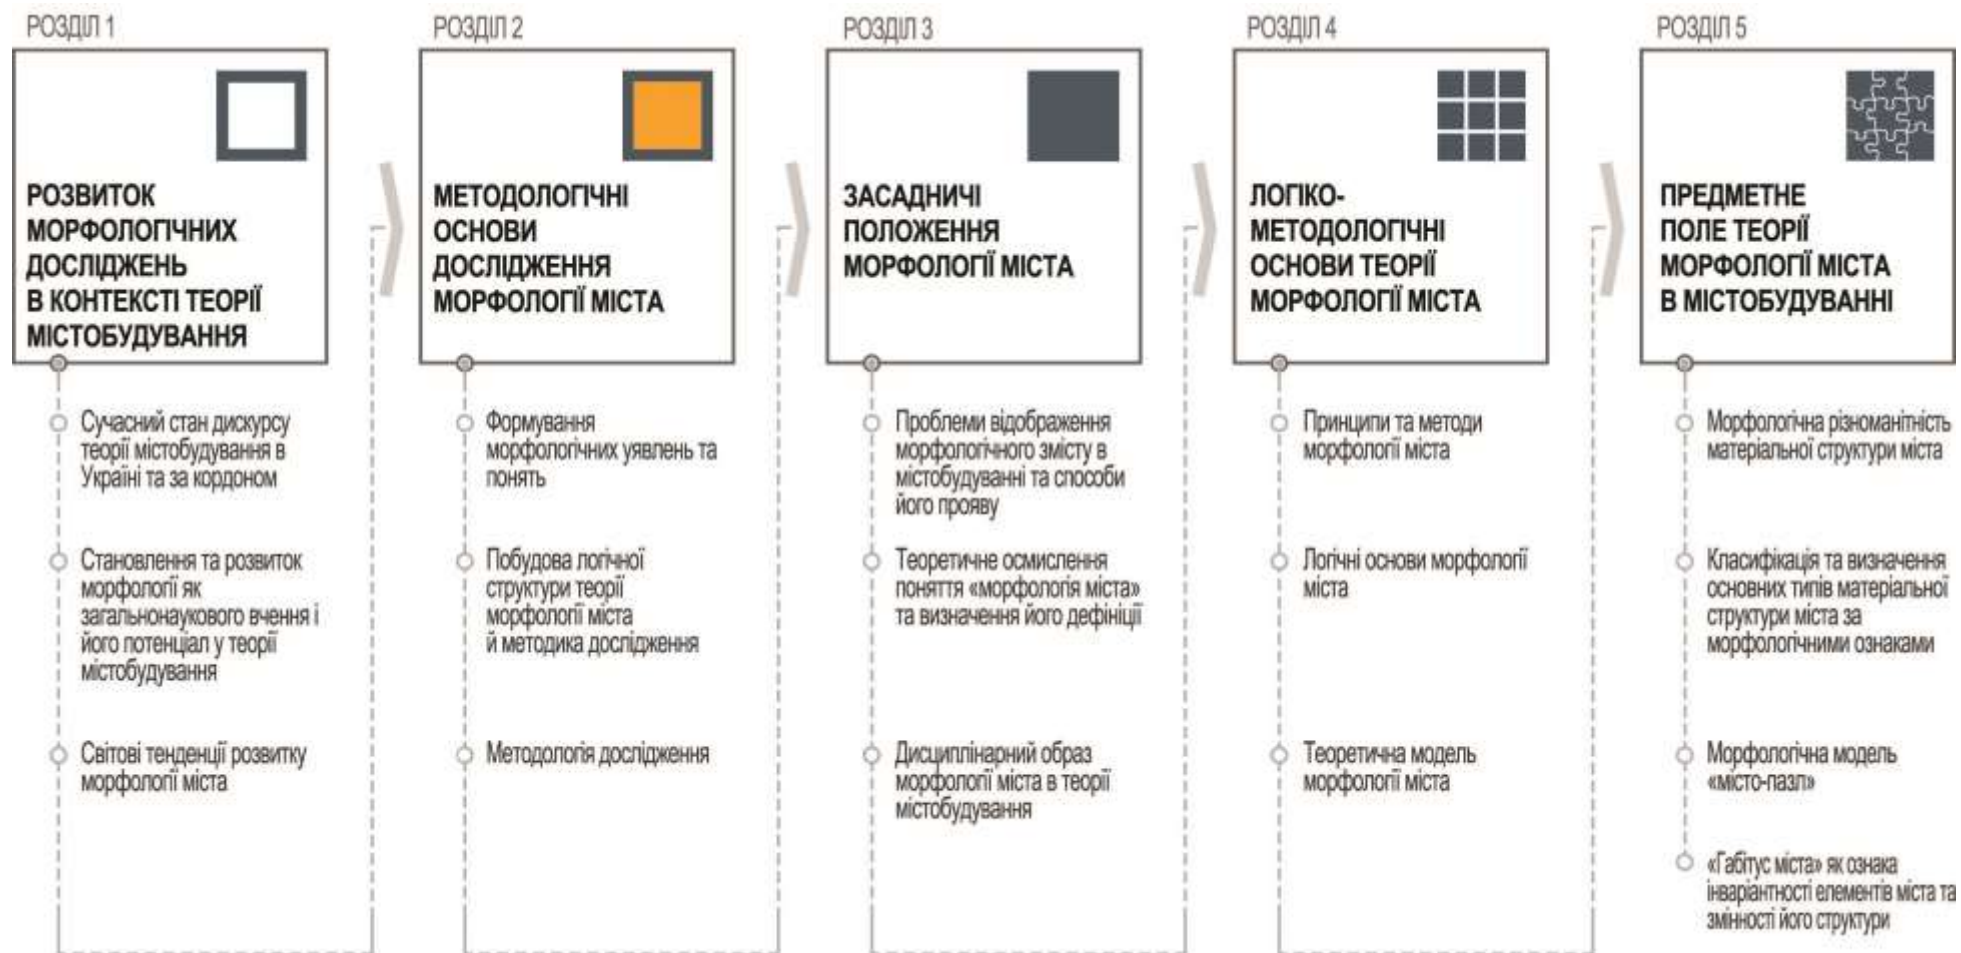 РОЗДІЛ 1
РОЗВИТОК
МОРФОЛОГІЧНИХ
ДОСЛІДЖЕНЬ
В КОНТЕКСТІ ТЕОРІЇ
МІСТОБУДУВАННЯ
Сучасний стан дискурсу
теорії містобудування в
Україні та за кордоном
Становлення та розвиток
морфології як
загальнонаукового вчення і
його потенціал у теорії
містобудування
Світові тенденції розвитку
морфології міста
РОЗДІЛ 2
МЕТОДОЛОГІЧНІ
ОСНОВИ
ДОСЛІДЖЕННЯ
МОРФОЛОГІЇ МІСТА
Формування
морфологічних уявлень та
понять
Побудова логічної
структури теорії
морфології міста
й методика дослідження
Методологія дослідження
РОЗДІЛ 3
ЗАСАДНИЧІ
ПОЛОЖЕННЯ
МОРФОЛОГІЇ МІСТА
Проблеми відображення
морфологічного змісту в
містобудуванні та способи
його прояву
Теоретичне осмислення
поняття «морфологія міста»
та визначення його дефініції
Дисциплінарний образ
морфології міста в теорії
містобудування
РОЗДІЛ 4
ЛОГІКО-
МЕТОДОЛОГІЧНІ
ОСНОВИ ТЕОРІЇ
МОРФОЛОГІЇ МІСТА
Принципи та методи
морфології міста
Логічні основи морфології
міста
Теоретична модель
морфології міста
РОЗДІЛ 5
ПРЕДМЕТНЕ
ПОЛЕ ТЕОРІЇ
МОРФОЛОГІЇ МІСТА
В МІСТОБУДУВАННІ
Морфологічна різноманітність
матеріальної структури міста
Класифікація та визначення
основних типів матеріальної
структури міста за
морфологічними ознаками
Морфологічна модель
«місто-пазл»
«Габітус міста» як ознака
інваріантності елементів міста та
змінності його структури